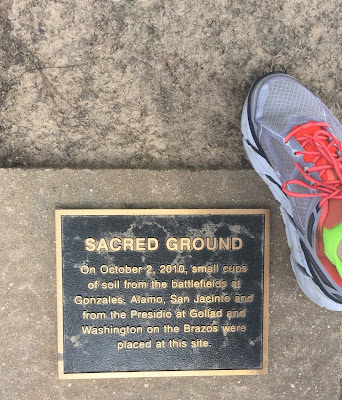 SACRED GROUND
On October 2, 2010, small cups
of soil from the battlefields at
Gonzales, Alamo, San Jacinto and
from the Presidio at Goliad and
Washington on the Brazos were
placed at this site.